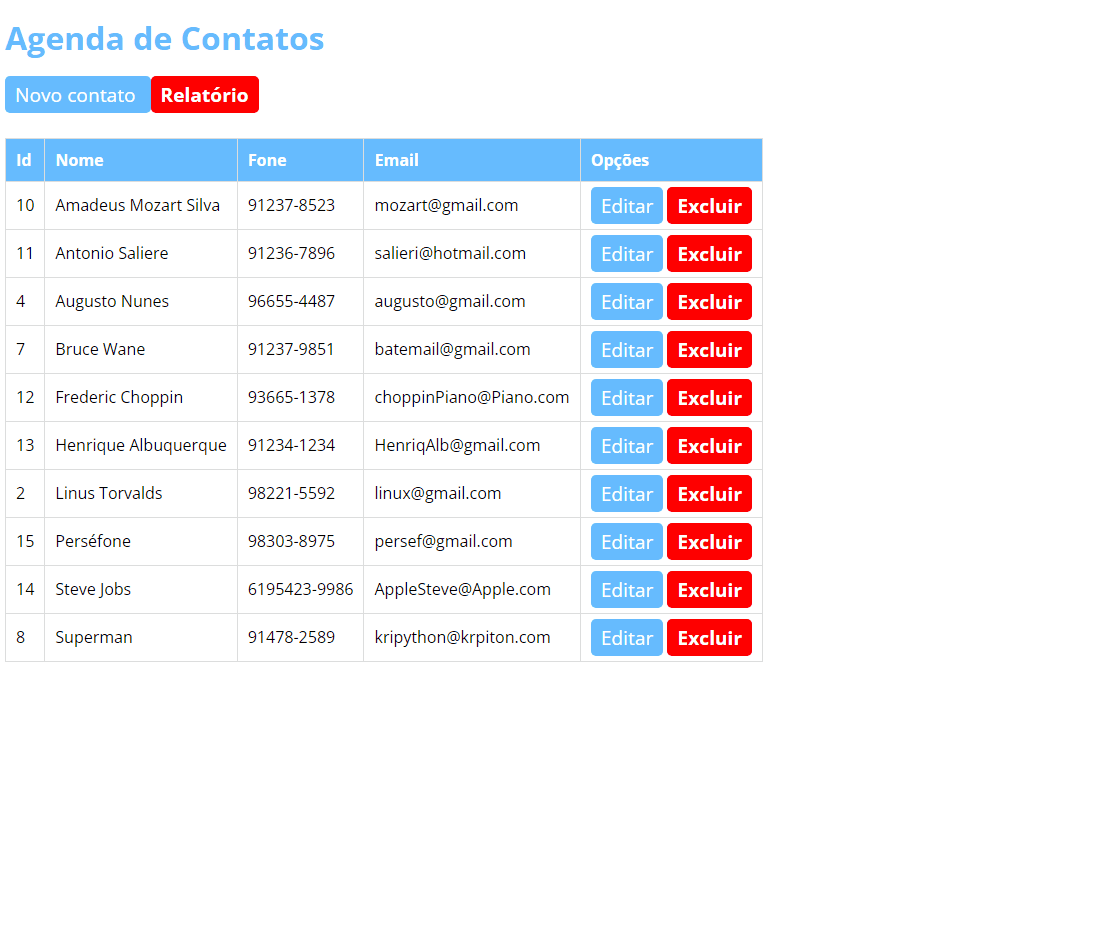 Agenda de Contatos
Novo contato Relatório
Id Nome Fone Email Opções
10 Amadeus Mozart Silva 91237-8523 mozart@gmail.com Editar Excluir
11 Antonio Saliere 91236-7896 salieri@hotmail.com Editar Excluir
4 Augusto Nunes 96655-4487 augusto@gmail.com Editar Excluir
7 Bruce Wane 91237-9851 batemail@gmail.com Editar Excluir
12 Frederic Choppin 93665-1378 choppinPiano@Piano.com Editar Excluir
13 Henrique Albuquerque 91234-1234 HenriqAlb@gmail.com Editar Excluir
2 Linus Torvalds 98221-5592 linux@gmail.com Editar Excluir
15 Perséfone 98303-8975 persef@gmail.com Editar Excluir
14 Steve Jobs 6195423-9986 AppleSteve@Apple.com Editar Excluir
8 Superman 91478-2589 kripython@krpiton.com Editar Excluir